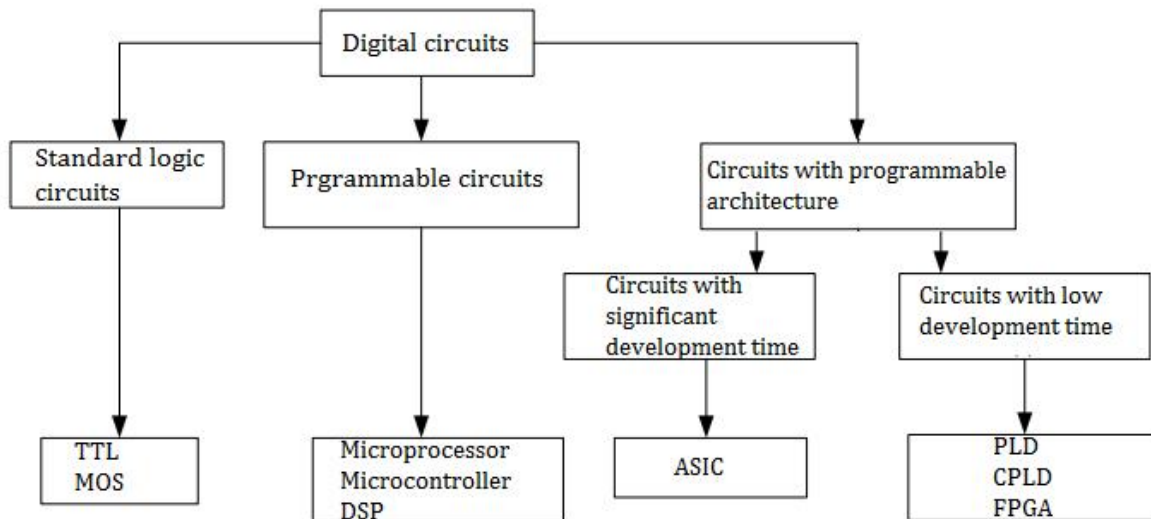 Digital circuits
Standard logic
circuits
Prgrammable circuits
Circuits with programmable
architecture
Circuits with
significant
development time
Circuits with low
development time
TTL
MOS
Microprocessor
Microcontroller
DSP
ASIC
PLD
CPLD
FPGA